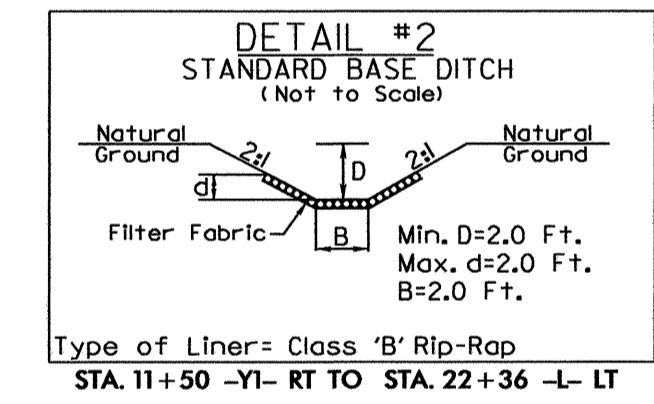 DETAIL #2
STANDARD BASE DITCH
(Not to Scale)
Natural
Ground
2:1
D
2:1
Natural
Ground
d
Filter Fabric
B
Min. D=2.0 Ft.
Max. d=2.0 Ft.
B=2.0 Ft.
Type of Liner= Class 'B' Rip-Rap
STA. 11+50 -Y1- RT TO STA. 22+36 -L- LT